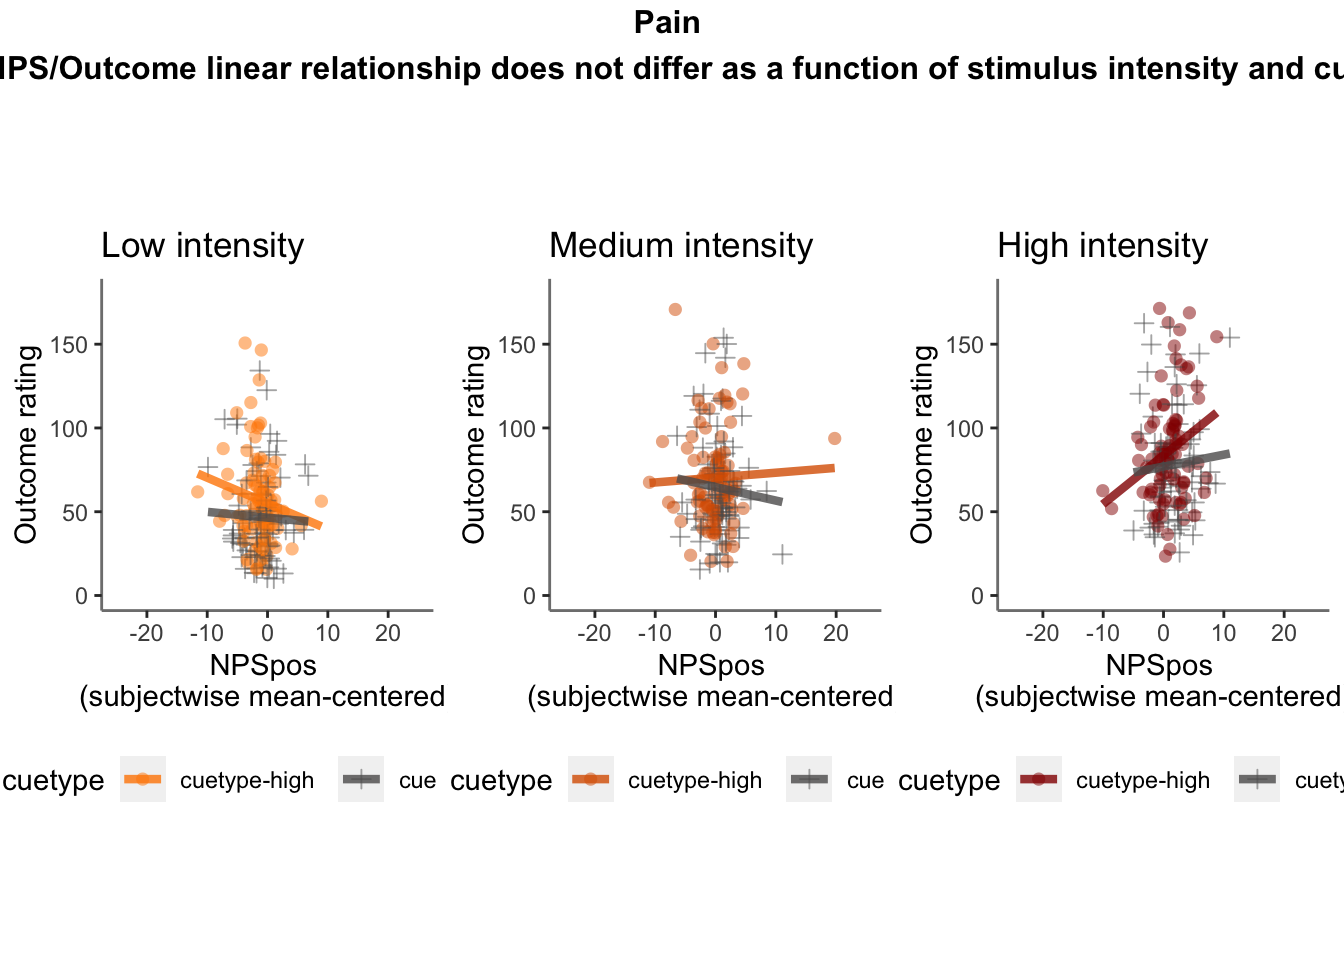 Pain
IPS/Outcome linear relationship does not differ as a function of stimulus intensity and cu
Low intensity
Outcome rating
150
100
50
0
-20 -10 0 10 20
NPSpos
(subjectwise mean-centered
cuetype cuetype-high cue
Medium intensity
Outcome rating
150
100
50
0
-20 -10 0 10 20
NPSpos
(subjectwise mean-centered
cuetype cuetype-high cue
High intensity
Outcome rating
150
100
50
0
-20 -10 0 10 20
NPSpos
(subjectwise mean-centered
cuetype cuetype-high cuety